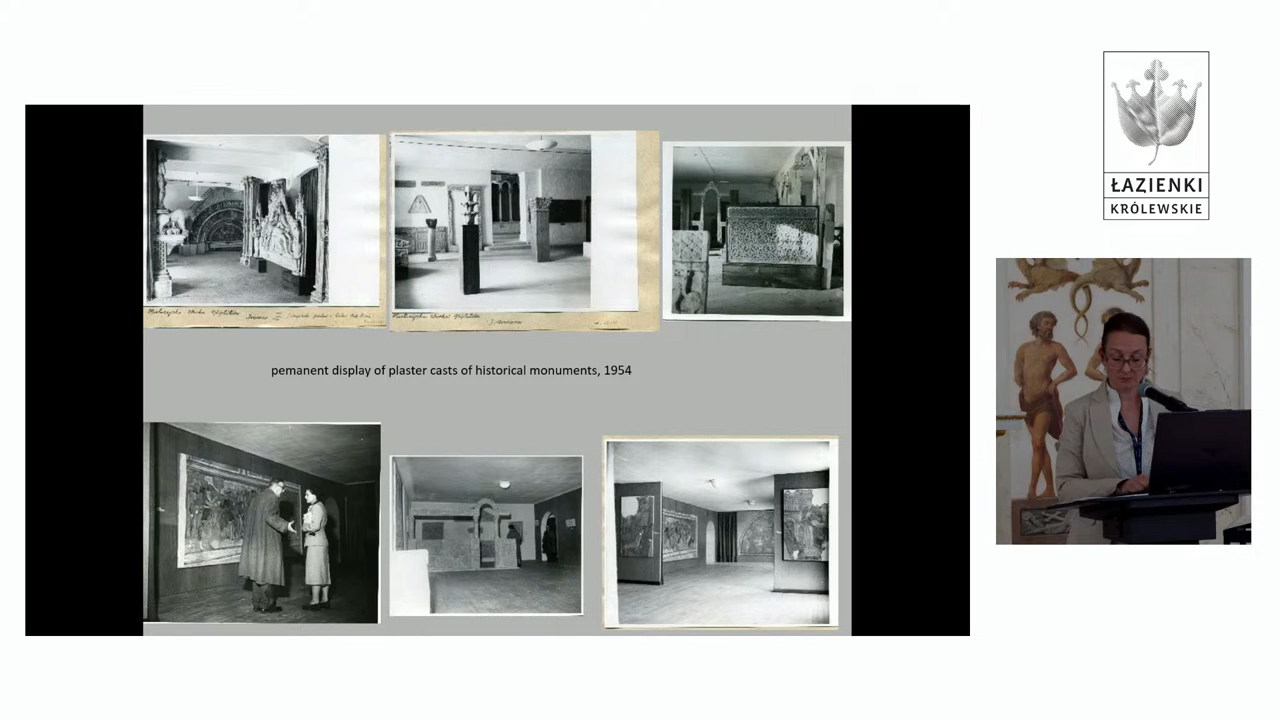 ŁAZIENKI
KRÓLEWSKIE
pemanent display of plaster casts of historical monuments, 1954